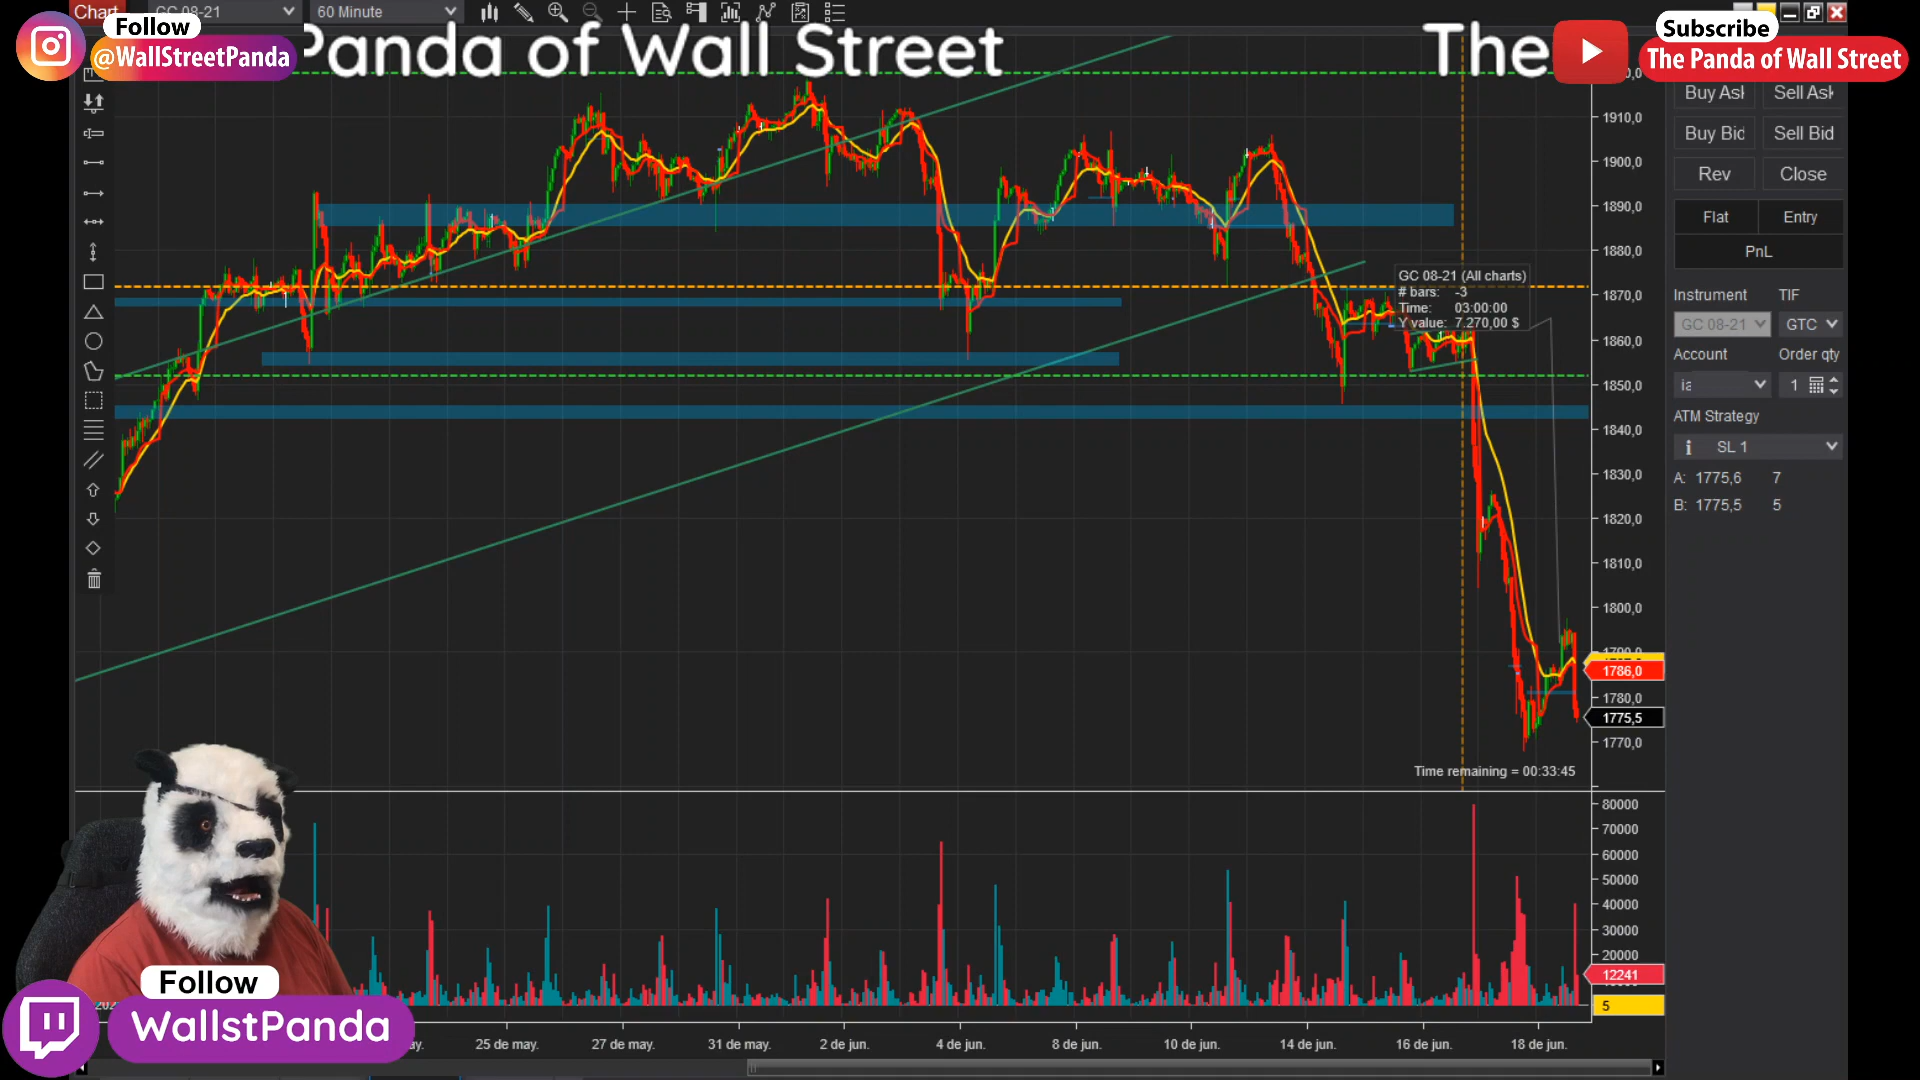 Chart
GC 08-21
60 Minute
Follow
@WallStreetPanda
Panda of Wall Street
The
Subscribe
The Panda of Wall Street
Buy Ask
Sell Ask
Buy Bid
Sell Bid
Rev
Close
Flat
Entry
PnL
Instrument
TIF
GC 08-21
GTC
Account
Order qty
1
ATM Strategy
SL 1
A: 1775,6 7
B: 1775,5 5
GC 08-21 (All charts)
# bars: -3
Time: 03:00:00
Y value: 7.270,00 $
1910,0
1900,0
1890,0
1880,0
1870,0
1860,0
1850,0
1840,0
1830,0
1820,0
1810,0
1800,0
1790,0
1786,0
1780,0
1775,5
1770,0
Time remaining = 00:33:45
80000
70000
60000
50000
40000
30000
20000
12241
5
Follow
WallstPanda
25 de may.
27 de may.
31 de may.
2 de jun.
4 de jun.
8 de jun.
10 de jun.
14 de jun.
16 de jun.
18 de jun.